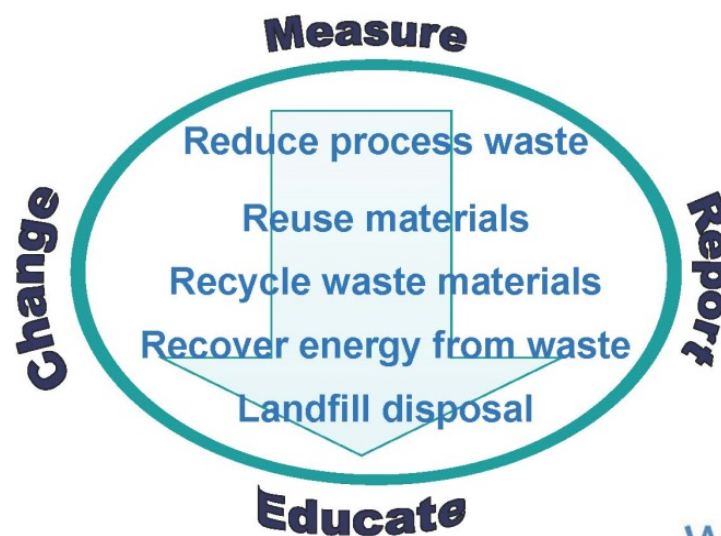 Measure
Reduce process waste
Reuse materials
Recycle waste materials
Recover energy from waste
Landfill disposal
Change
Report
Educate